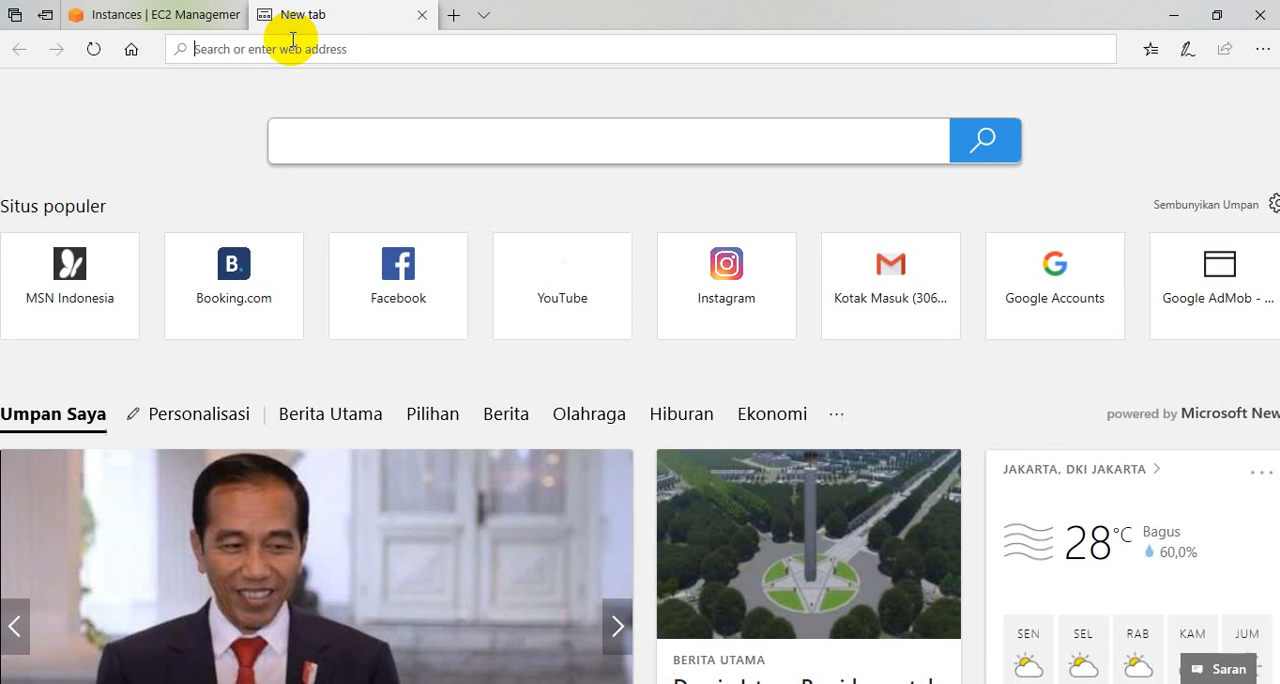 Instances | EC2 Managemer
New tab
Search or enter web address
Situs populer
Sembunyikan Umpan
MSN Indonesia
B.
Booking.com
Facebook
YouTube
Instagram
Kotak Masuk (306...
Google Accounts
Google AdMob - ...
Umpan Saya
Personalisasi
Berita Utama
Pilihan
Berita
Olahraga
Hiburan
Ekonomi
powered by Microsoft New
JAKARTA, DKI JAKARTA
28°C
Bagus
60,0%
SEN SEL RAB KAM JUM
BERITA UTAMA
Saran